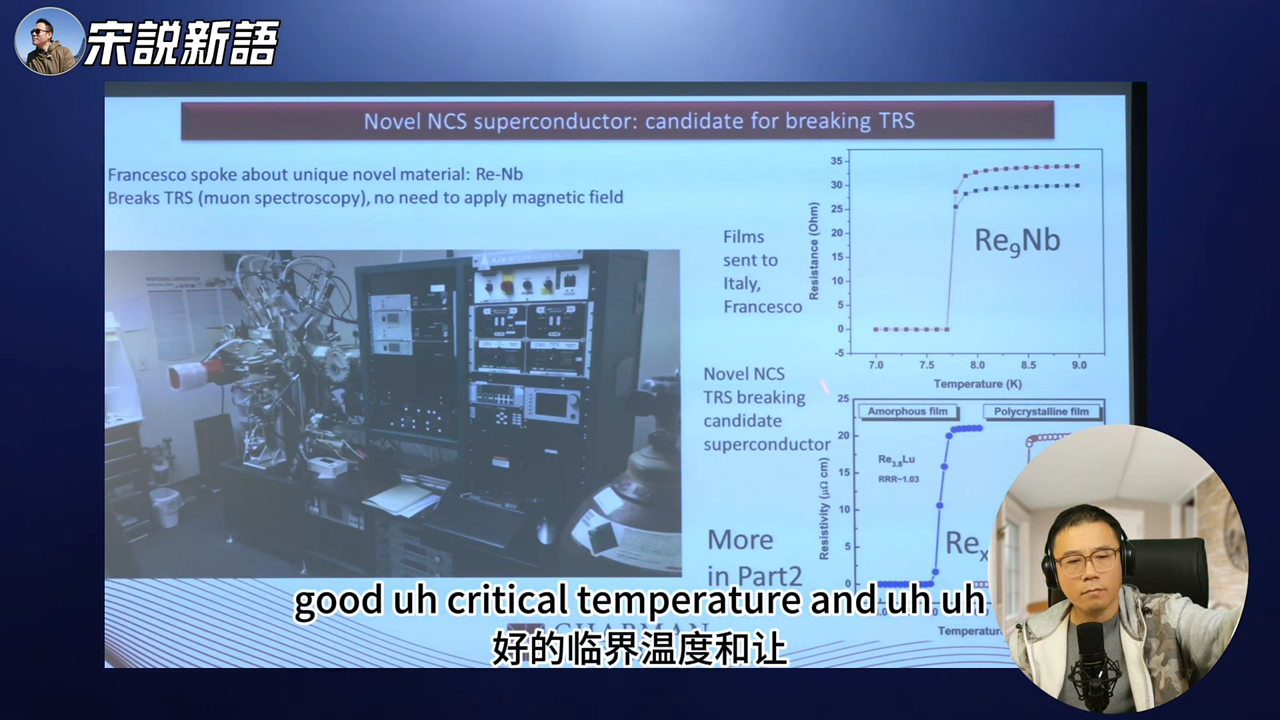 宋説新語
Novel NCS superconductor: candidate for breaking TRS
Francesco spoke about unique novel material: Re-Nb
Breaks TRS (muon spectroscopy), no need to apply magnetic field
Films
sent to
Italy,
Francesco
Novel NCS
TRS breaking
candidate
superconductor
More
in Part2
Resistance (Ohm)
35
30
25
20
15
10
5
0
-5
Re9Nb
7.0 7.5 8.0 8.5 9.0
Temperature (K)
Resistivity (μΩ cm)
25
20
15
10
5
0
Amorphous film
Polycrystalline film
Re3.8Lu
RRR~1.03
Rex
Temperature
CHAPMAN
good uh critical temperature and uh uh
好的临界温度和让